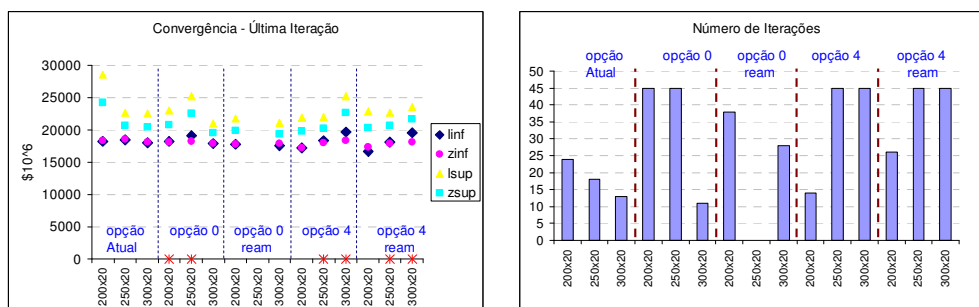 Convergência - Última Iteração
30000
25000
20000
15000
10000
5000
0
$10^6
linf
zinf
lsup
zsup
opção Atual
opção 0
opção 0 ream
opção 4
opção 4 ream
200x20
250x20
300x20
200x20
250x20
300x20
200x20
250x20
300x20
200x20
250x20
300x20
200x20
250x20
300x20
Número de Iterações
opção Atual
opção 0
opção 0 ream
opção 4
opção 4 ream
50
45
40
35
30
25
20
15
10
5
0
200x20
250x20
300x20
200x20
250x20
300x20
200x20
250x20
300x20
200x20
250x20
300x20
200x20
250x20
300x20